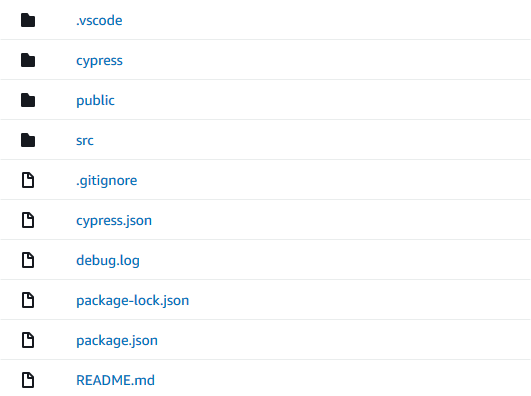 .vscode
cypress
public
src
.gitignore
cypress.json
debug.log
package-lock.json
package.json
README.md